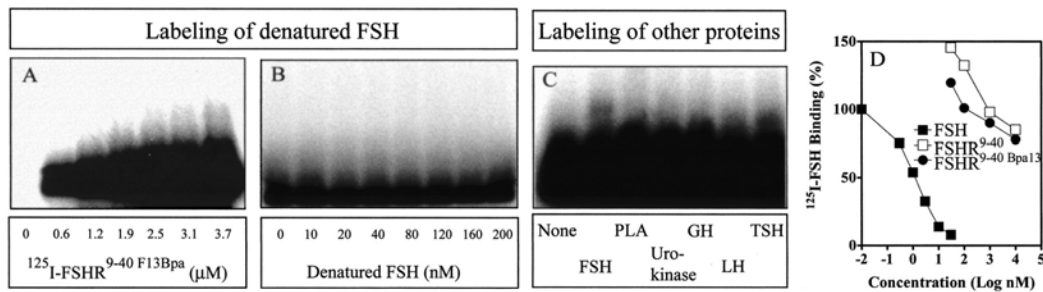 Labeling of denatured FSH
Labeling of other proteins
A
B
C
D
0 0.6 1.2 1.9 2.5 3.1 3.7
125I-FSHR9-40 F13Bpa (μM)
0 10 20 40 80 120 160 200
Denatured FSH (nM)
None PLA GH TSH
FSH Uro-kinase LH
150
100
50
0
125I-FSH Binding (%)
FSH
FSHR9-40
FSHR9-40 Bpa13
-2 -1 0 1 2 3 4 5
Concentration (Log nM)